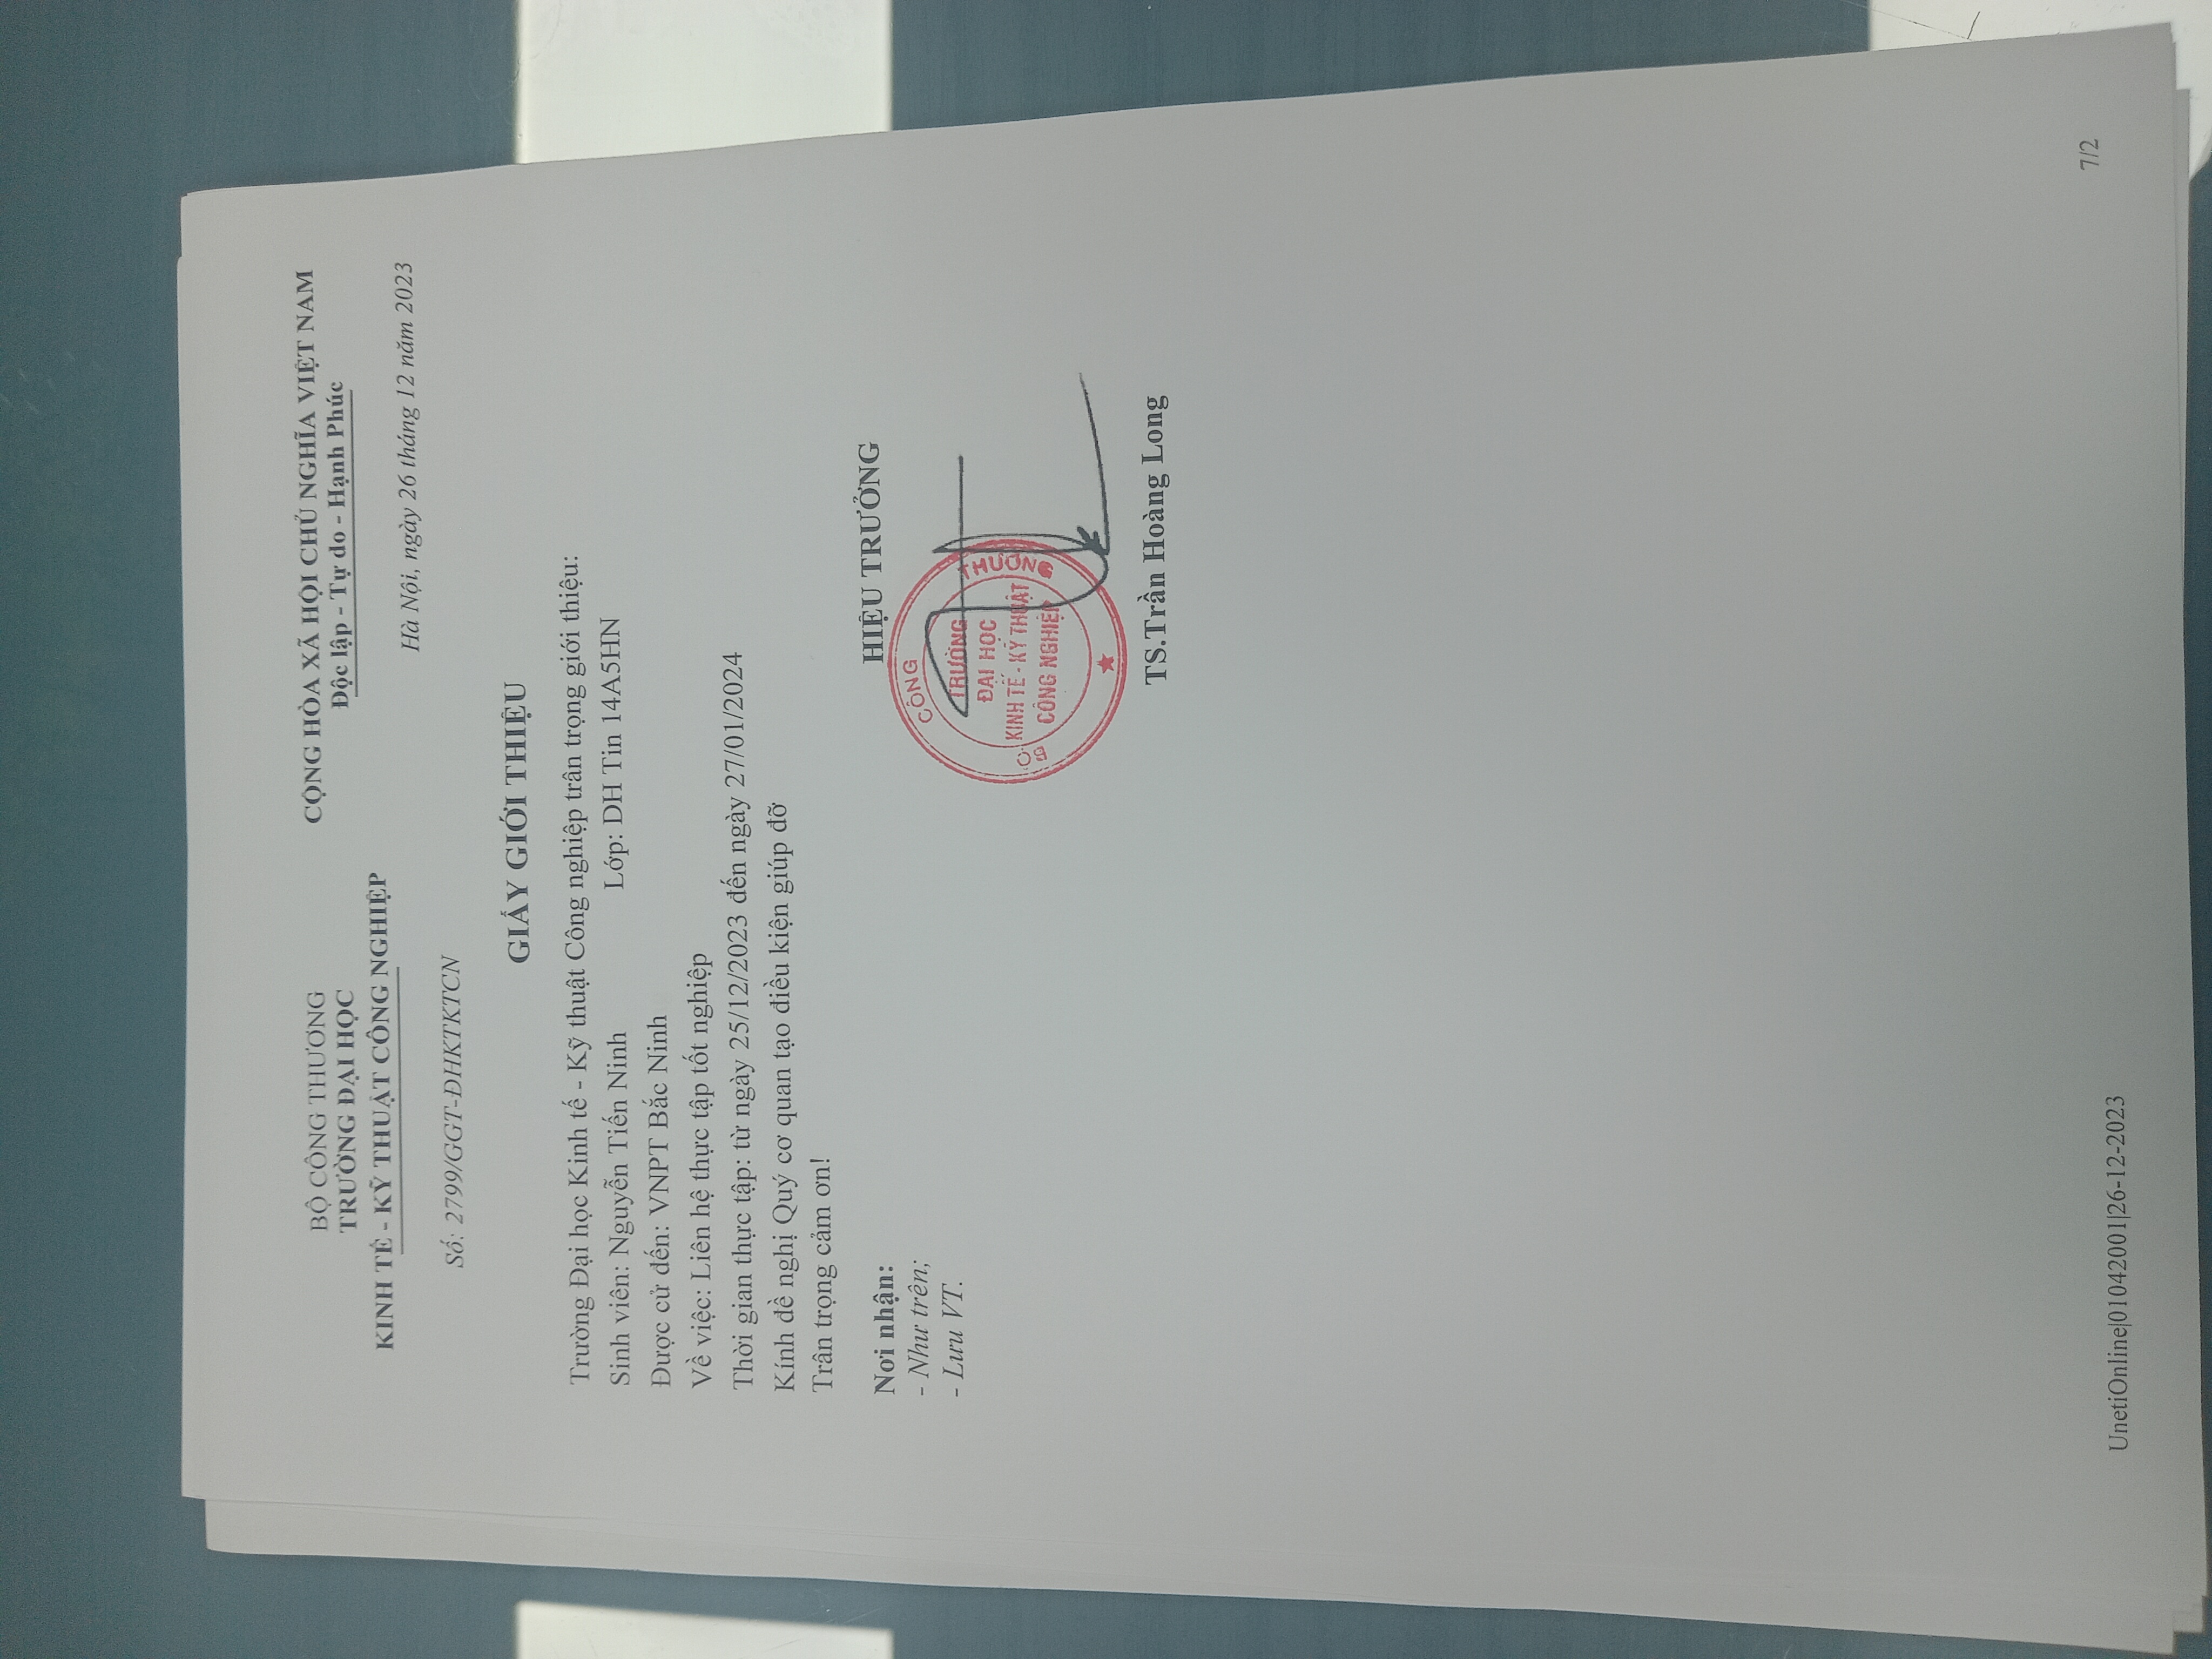 BỘ CÔNG THƯƠNG
TRƯỜNG ĐẠI HỌC
KINH TẾ - KỸ THUẬT CÔNG NGHIỆP
Số: 2799/GGT-ĐHKTKTCN
CỘNG HÒA XÃ HỘI CHỦ NGHĨA VIỆT NAM
Độc lập - Tự do - Hạnh Phúc
Hà Nội, ngày 26 tháng 12 năm 2023
GIẤY GIỚI THIỆU
Trường Đại học Kinh tế - Kỹ thuật Công nghiệp trân trọng giới thiệu:
Sinh viên: Nguyễn Tiến Ninh Lớp: DH Tin 14A5HN
Được cử đến: VNPT Bắc Ninh
Về việc: Liên hệ thực tập tốt nghiệp
Thời gian thực tập: từ ngày 25/12/2023 đến ngày 27/01/2024
Kính đề nghị Quý cơ quan tạo điều kiện giúp đỡ
Trân trọng cảm ơn!
Nơi nhận:
- Như trên;
- Lưu VT.
HIỆU TRƯỞNG
BỘ CÔNG THƯƠNG
TRƯỜNG
ĐẠI HỌC
KINH TẾ - KỸ THUẬT
CÔNG NGHIỆP
TS.Trần Hoàng Long
7/2
UnetiOnline|01042001|26-12-2023